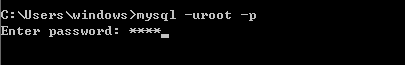 C:\Users\windows>mysql -uroot -p
Enter password: ****_